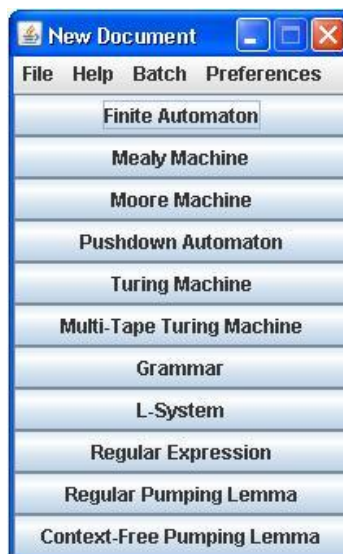 New Document
File Help Batch Preferences
Finite Automaton
Mealy Machine
Moore Machine
Pushdown Automaton
Turing Machine
Multi-Tape Turing Machine
Grammar
L-System
Regular Expression
Regular Pumping Lemma
Context-Free Pumping Lemma